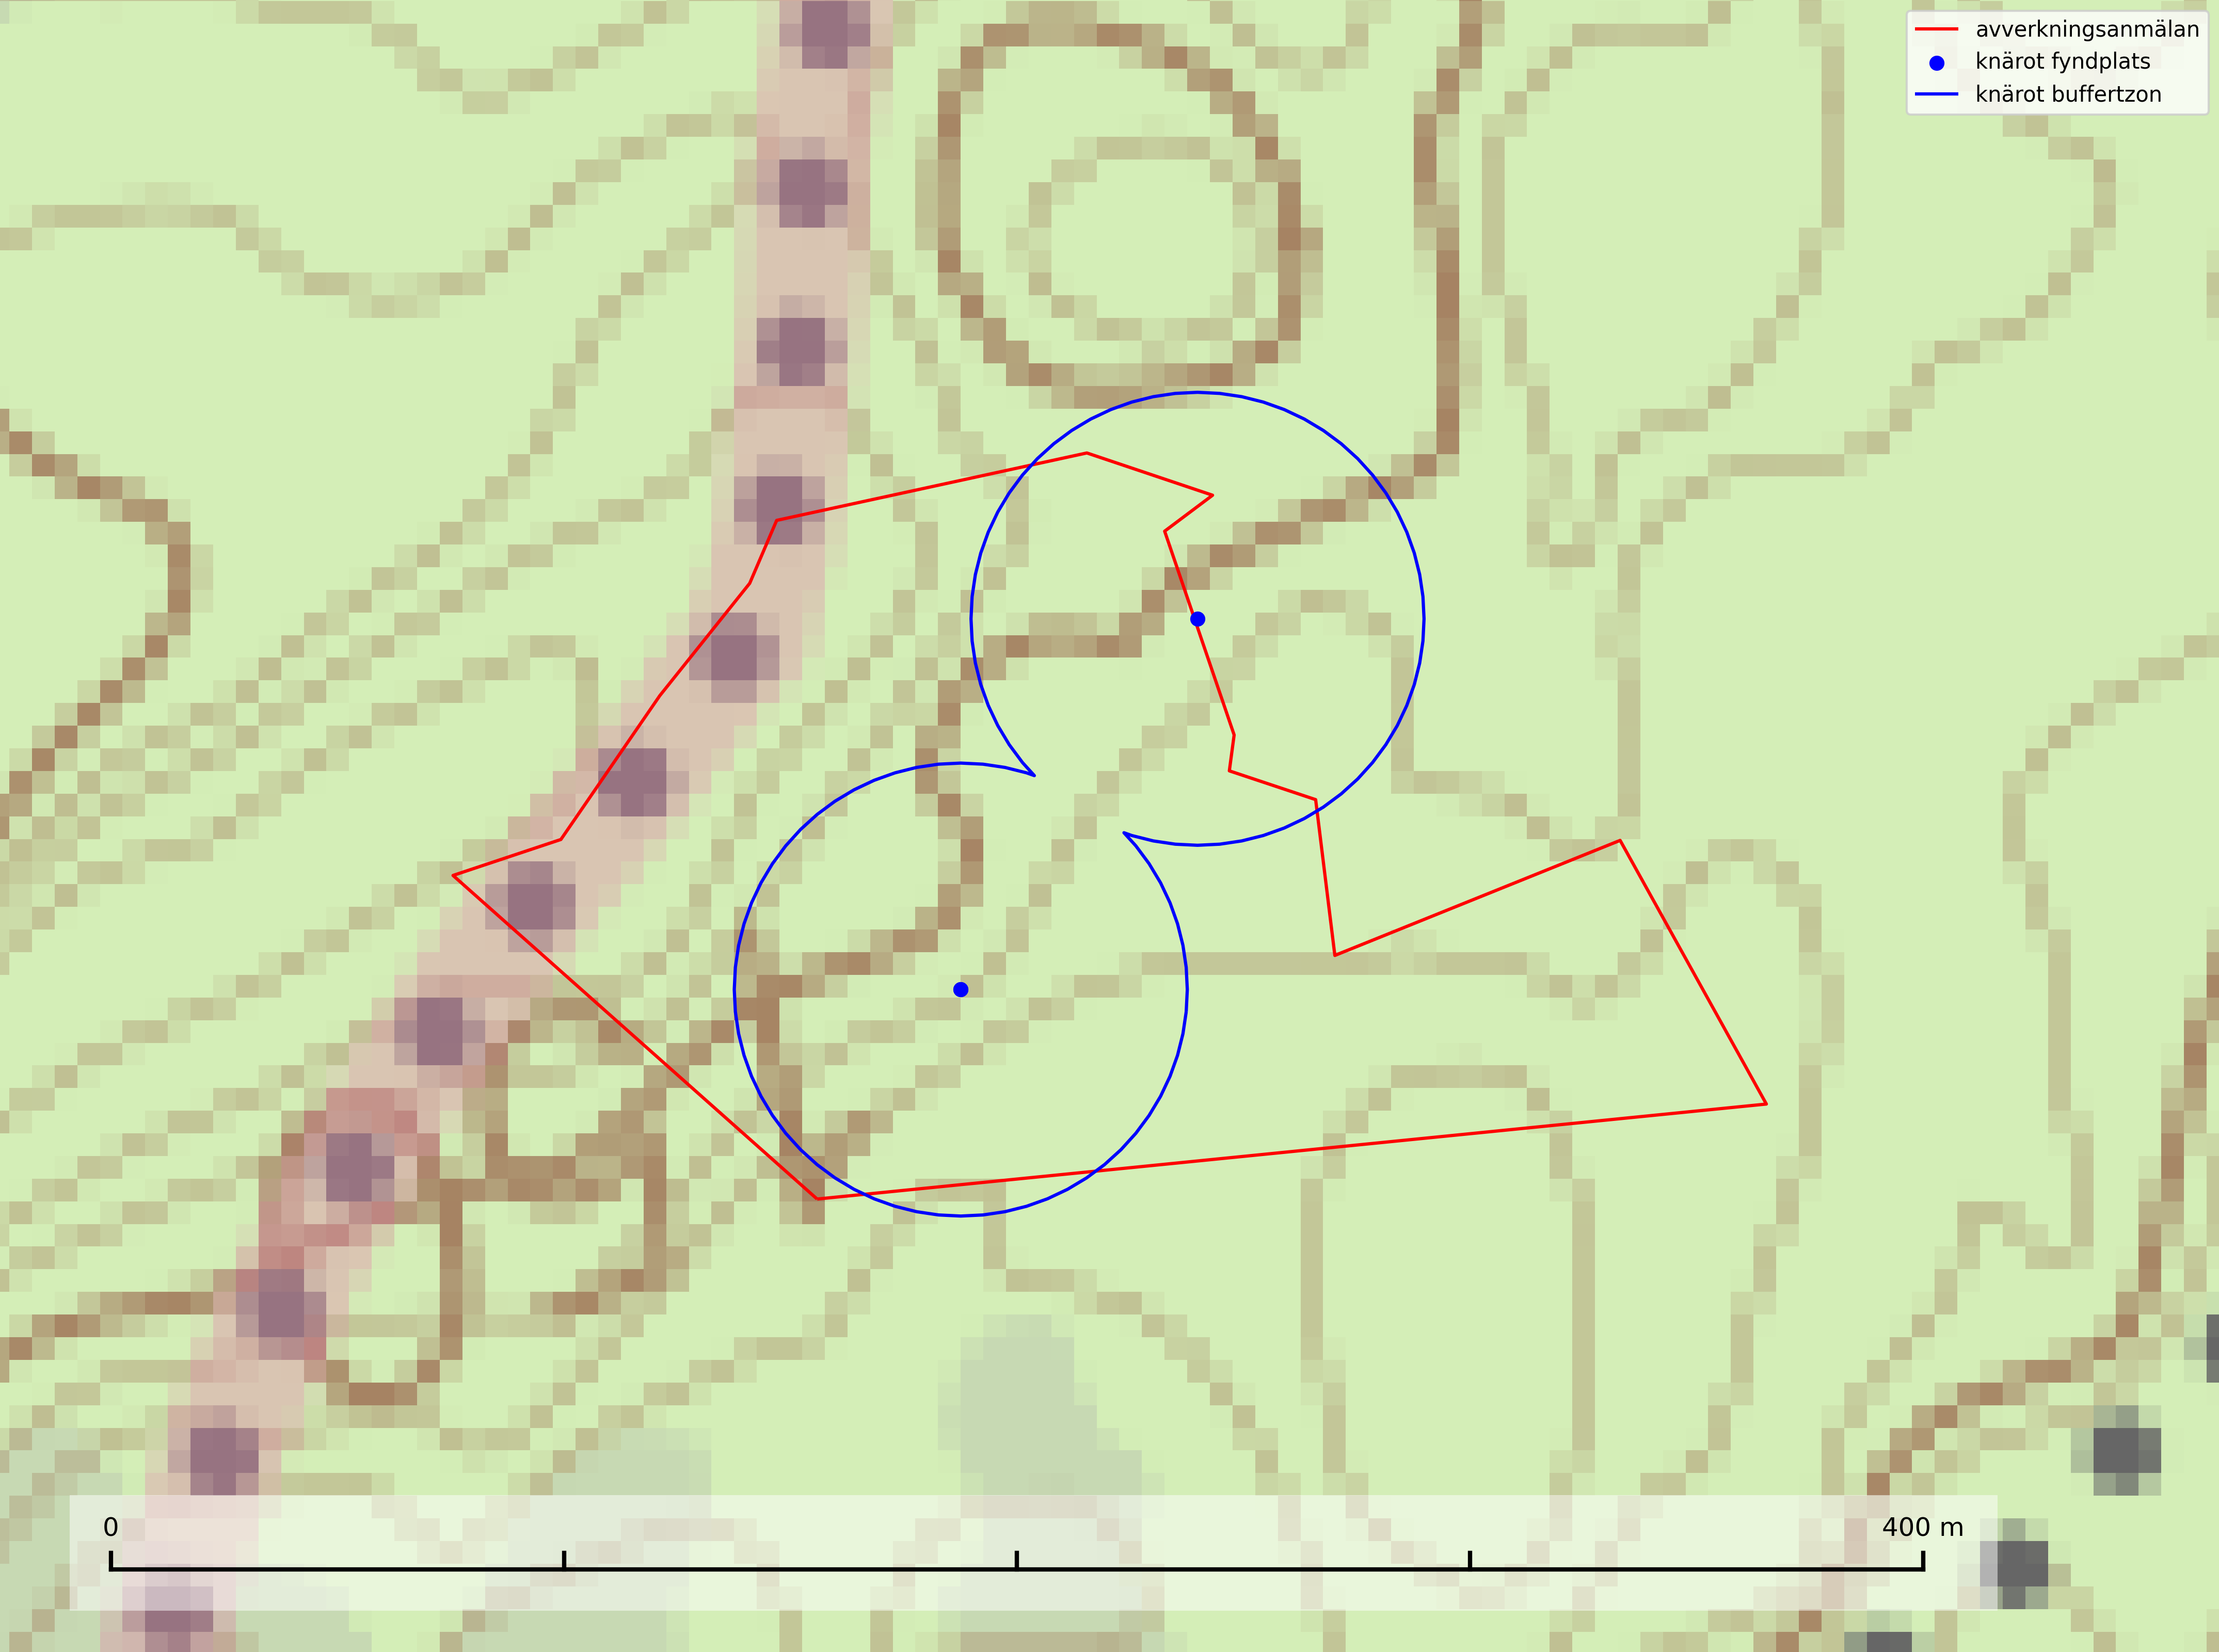 avverkningsanmälan
knärot fyndplats
knärot buffertzon
0
400 m